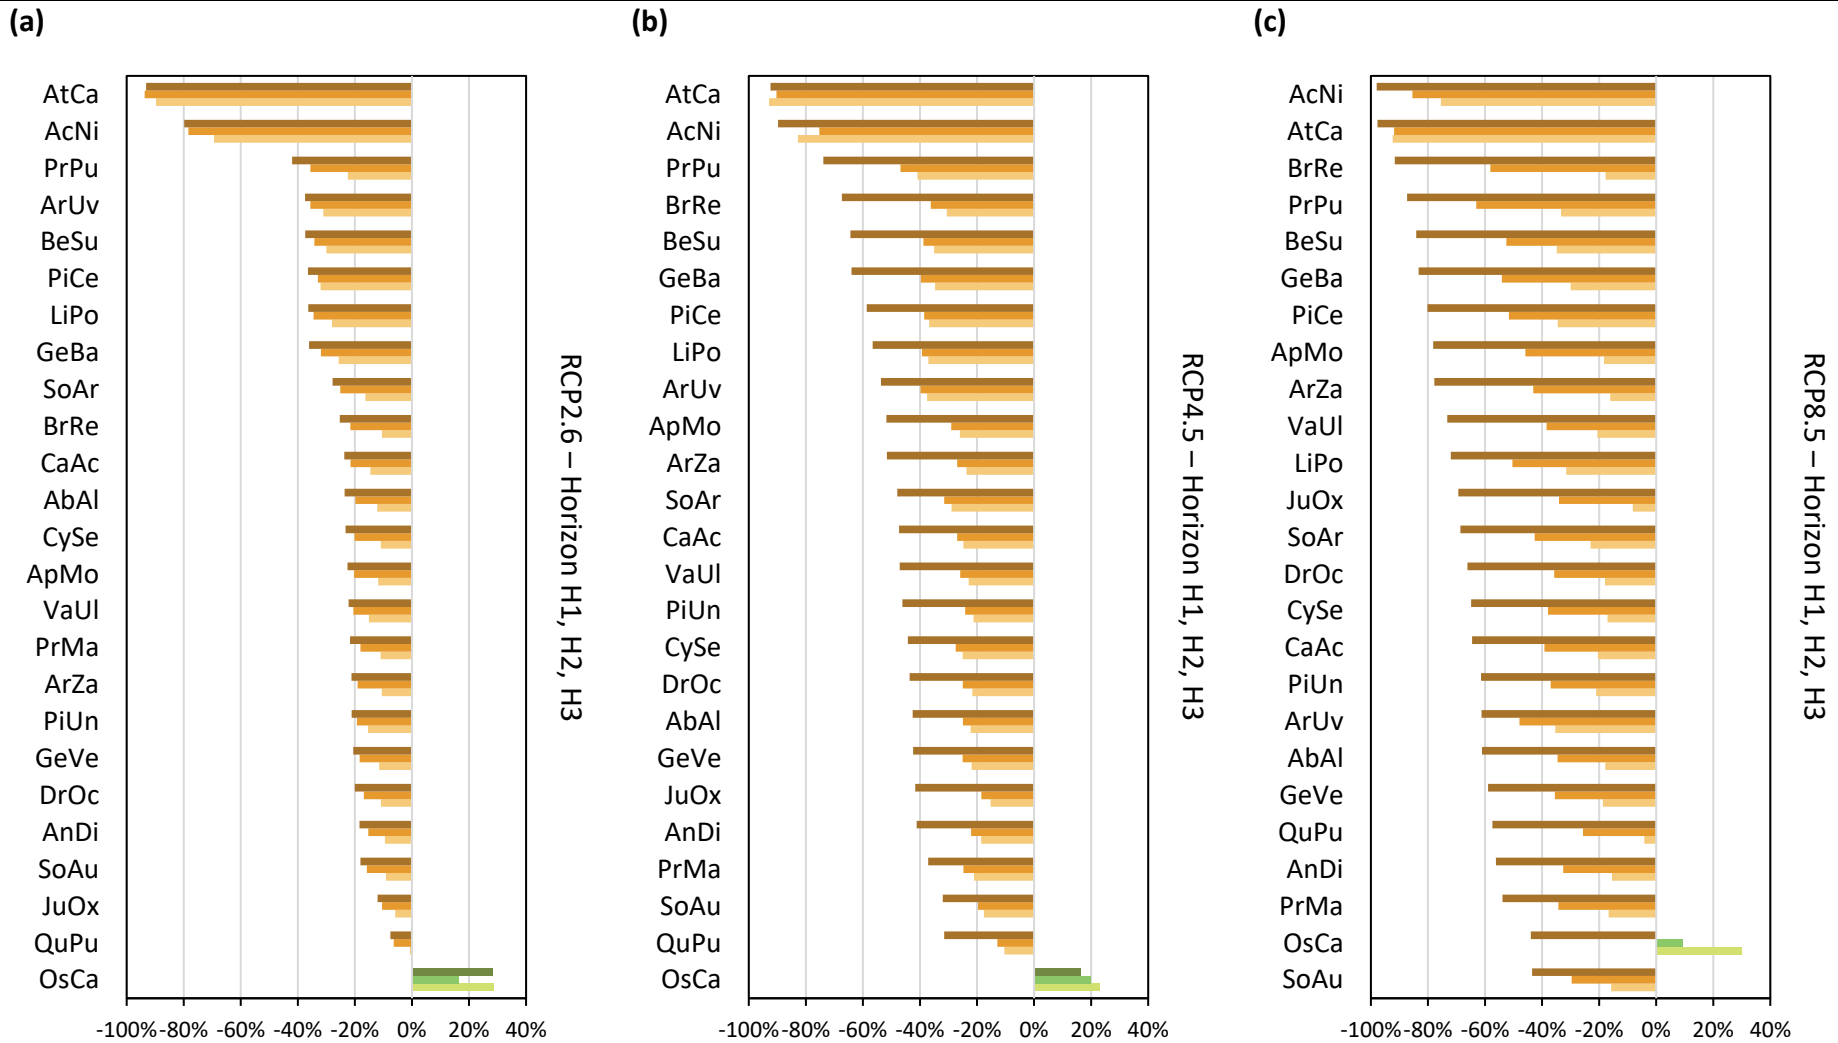 (a)
AtCa
AcNi
PrPu
ArUv
BeSu
PiCe
LiPo
GeBa
SoAr
BrRe
CaAc
AbAl
CySe
ApMo
VaUl
PrMa
ArZa
PiUn
GeVe
DrOc
AnDi
SoAu
JuOx
QuPu
OsCa
-100% -80% -60% -40% -20% 0% 20% 40%
RCP2.6 – Horizon H1, H2, H3
(b)
AtCa
AcNi
PrPu
BrRe
BeSu
GeBa
PiCe
LiPo
ArUv
ApMo
ArZa
SoAr
CaAc
VaUl
PiUn
CySe
DrOc
AbAl
GeVe
JuOx
AnDi
PrMa
SoAu
QuPu
OsCa
-100% -80% -60% -40% -20% 0% 20% 40%
RCP4.5 – Horizon H1, H2, H3
(c)
AcNi
AtCa
BrRe
PrPu
BeSu
GeBa
PiCe
ApMo
ArZa
VaUl
LiPo
JuOx
SoAr
DrOc
CySe
CaAc
PiUn
ArUv
AbAl
GeVe
QuPu
AnDi
PrMa
OsCa
SoAu
-100% -80% -60% -40% -20% 0% 20% 40%
RCP8.5 – Horizon H1, H2, H3